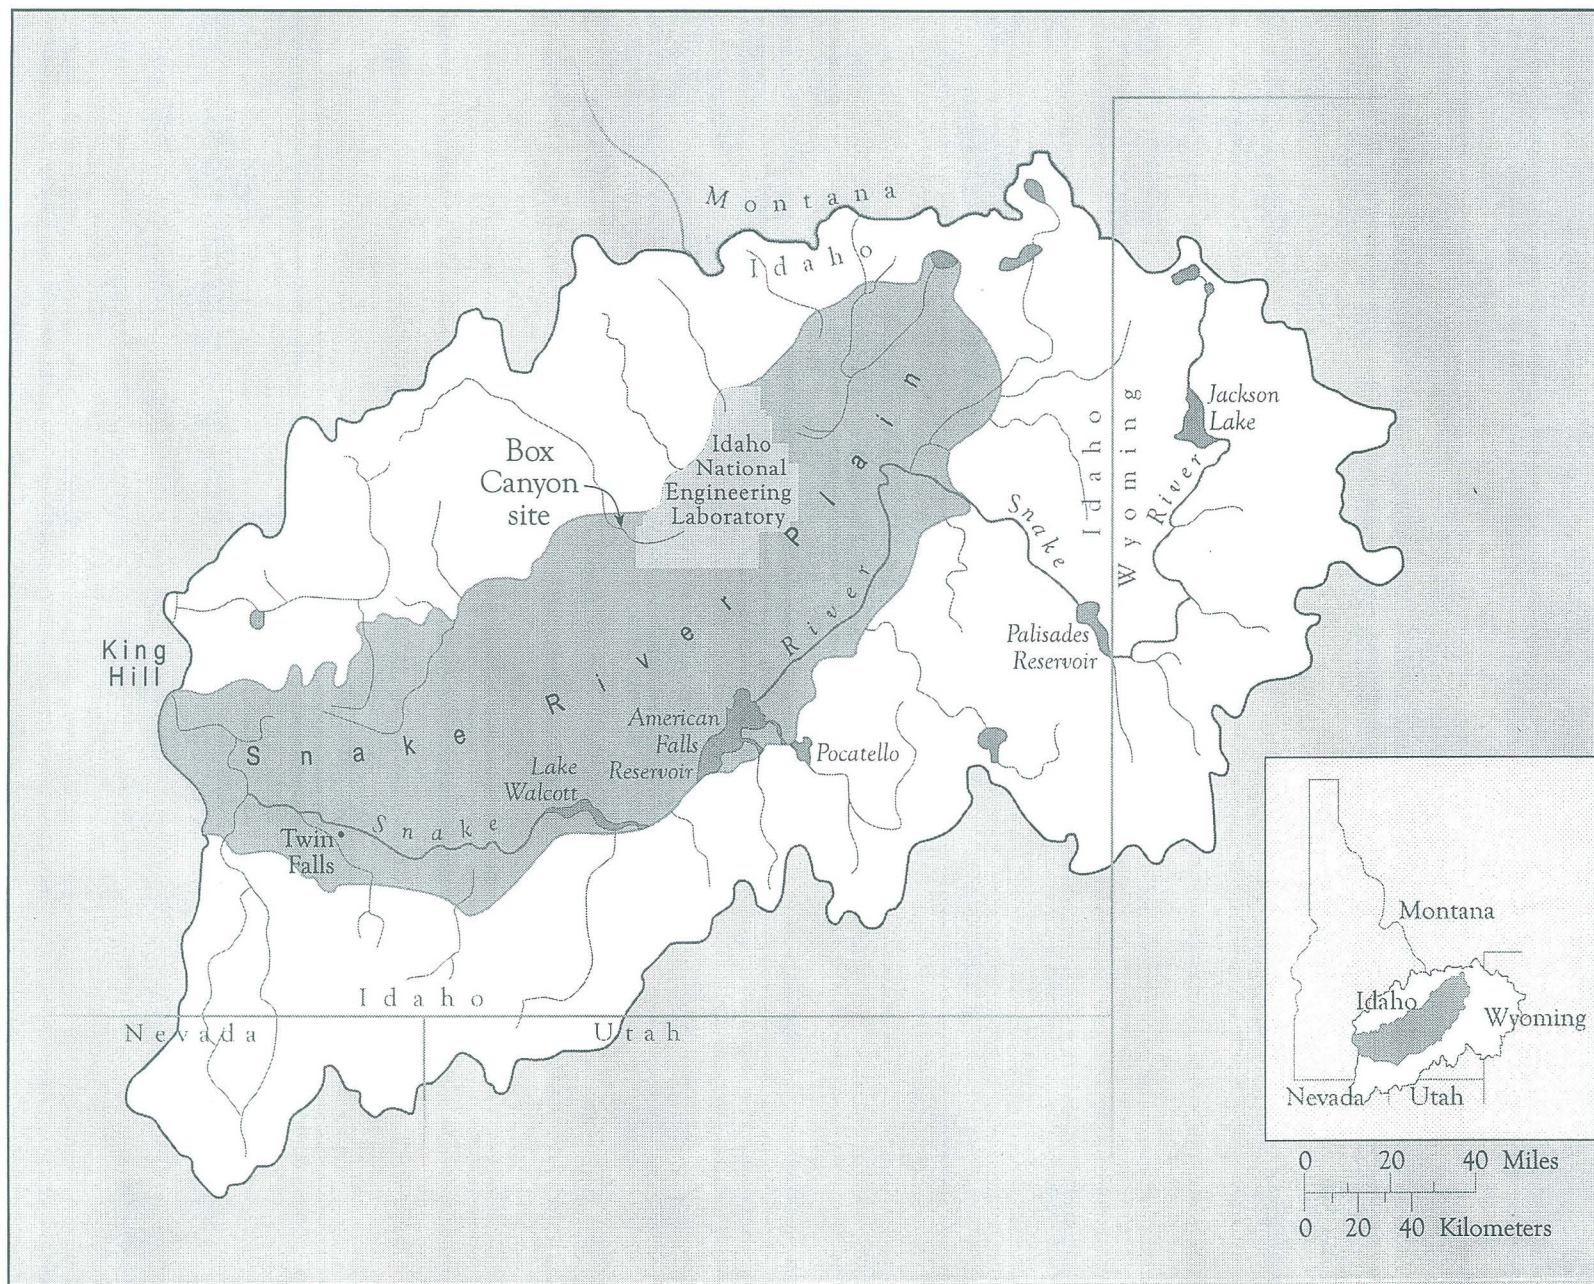 Montana
Idaho
Jackson
Lake
Idaho
Wyoming
Box
Canyon
site
Idaho
National
Engineering
Laboratory
Snake
River
Snake River Plain
River
King
Hill
Palisades
Reservoir
American
Falls
Reservoir
Pocatello
Lake
Walcott
Snake
Twin
Falls
Idaho
Nevada
Utah
Montana
Idaho
Wyoming
Nevada
Utah
0 20 40 Miles
0 20 40 Kilometers